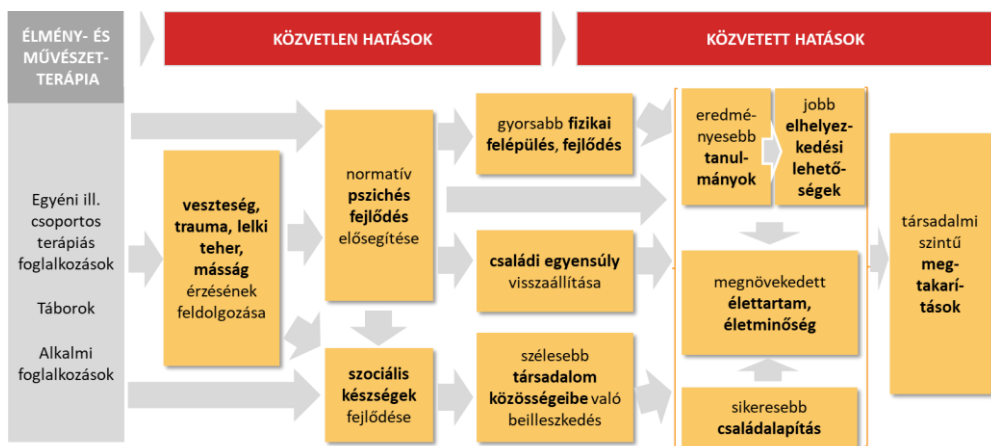 ÉLMÉNY- ÉS
MŰVÉSZET-
TERÁPIA
KÖZVETLEN HATÁSOK
KÖZVETETT HATÁSOK
Egyéni ill.
csoportos
terápiás
foglalkozások
Táborok
Alkalmi
foglalkozások
veszteség,
trauma, lelki
teher,
másság
érzésének
feldolgozása
normatív
pszichés
fejlődés
elősegítése
szociális
készségek
fejlődése
gyorsabb fizikai
felépülés, fejlődés
családi egyensúly
visszaállítása
szélesebb
társadalom
közösségeibe való
beilleszkedés
eredmé-
nyesebb
tanul-
mányok
jobb
elhelyez-
kedési
lehető-
ségek
megnövekedett
élettartam,
életminőség
sikeresebb
családalapítás
társadalmi
szintű
meg-
takarí-
tások